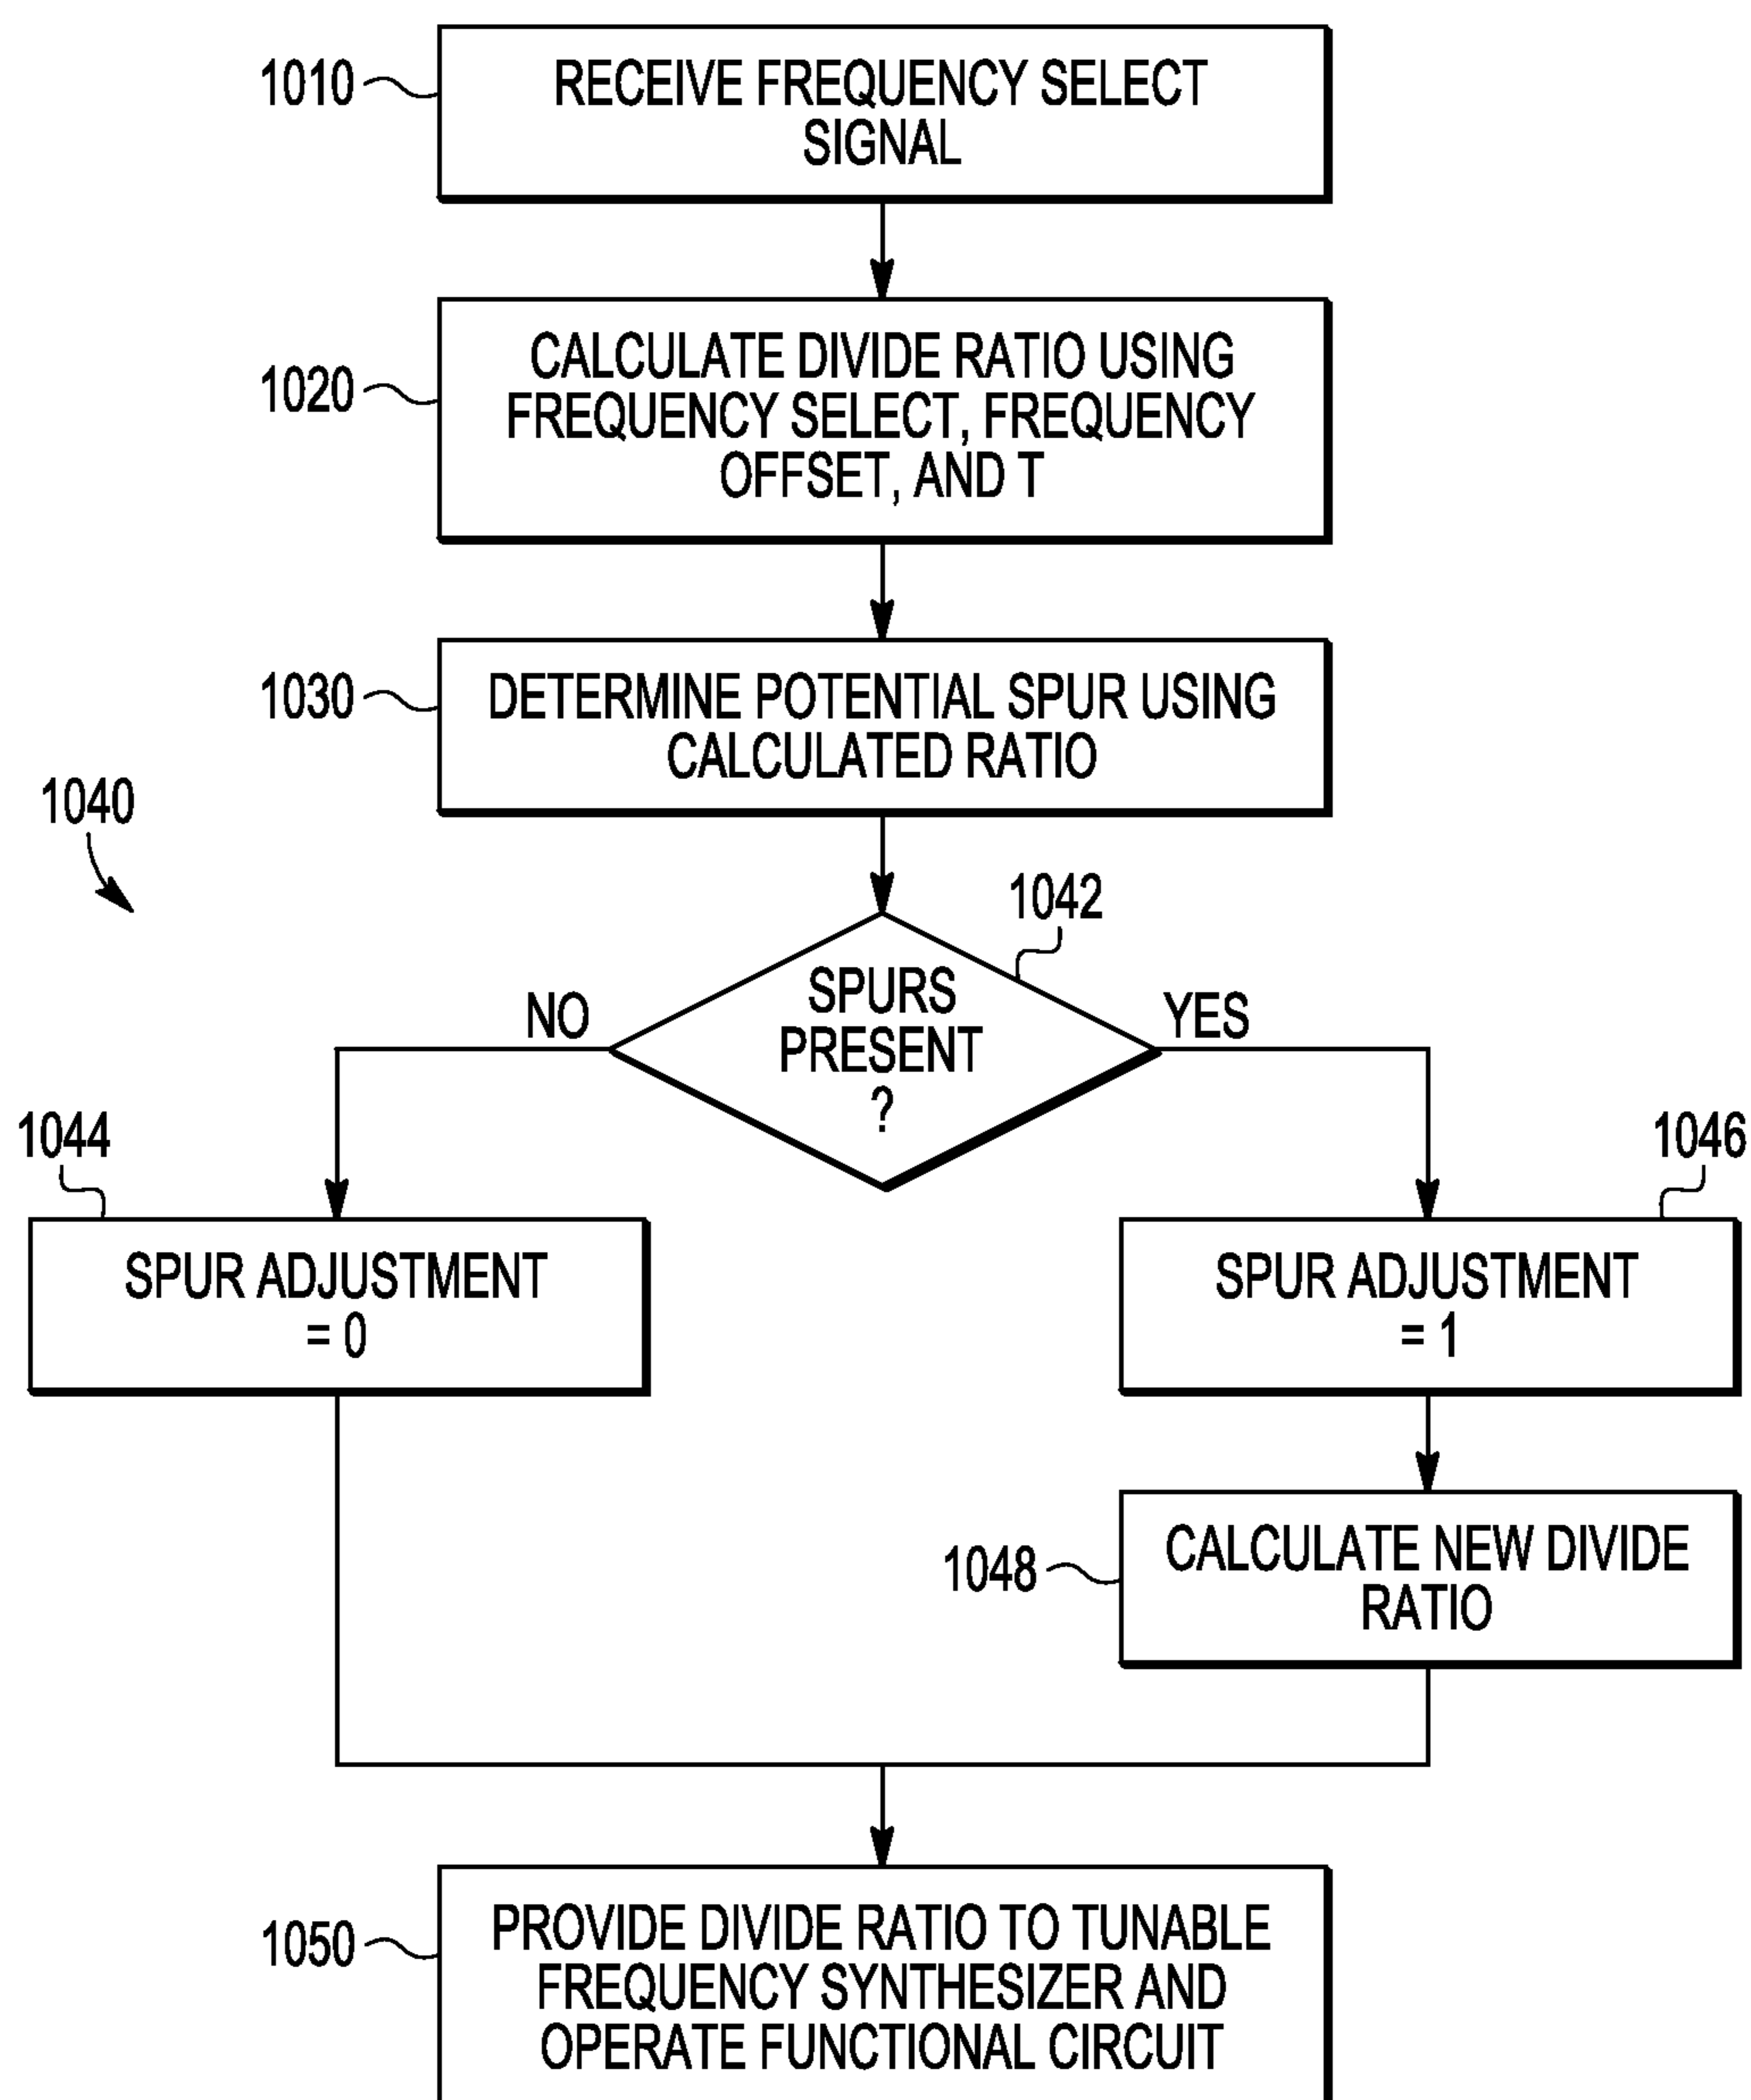 1010
RECEIVE FREQUENCY SELECT
SIGNAL
1020
CALCULATE DIVIDE RATIO USING
FREQUENCY SELECT, FREQUENCY
OFFSET, AND T
1030
DETERMINE POTENTIAL SPUR USING
CALCULATED RATIO
1040
1042
SPURS
PRESENT
?
NO
YES
1044
SPUR ADJUSTMENT
= 0
1046
SPUR ADJUSTMENT
= 1
1048
CALCULATE NEW DIVIDE
RATIO
1050
PROVIDE DIVIDE RATIO TO TUNABLE
FREQUENCY SYNTHESIZER AND
OPERATE FUNCTIONAL CIRCUIT